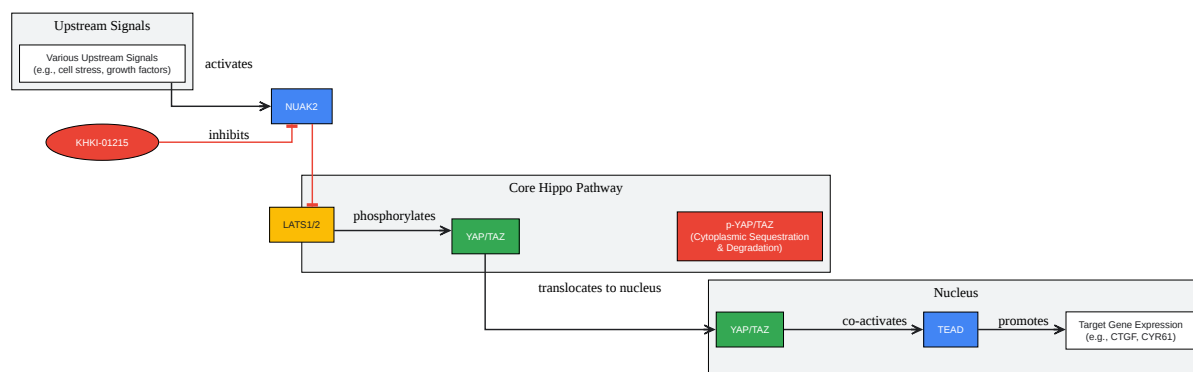 Upstream Signals
Various Upstream Signals
(e.g., cell stress, growth factors)
activates
NUAK2
KHKI-01215
inhibits
Core Hippo Pathway
LATS1/2
phosphorylates
YAP/TAZ
p-YAP/TAZ
(Cytoplasmic Sequestration
& Degradation)
translocates to nucleus
Nucleus
YAP/TAZ
co-activates
TEAD
promotes
Target Gene Expression
(e.g., CTGF, CYR61)